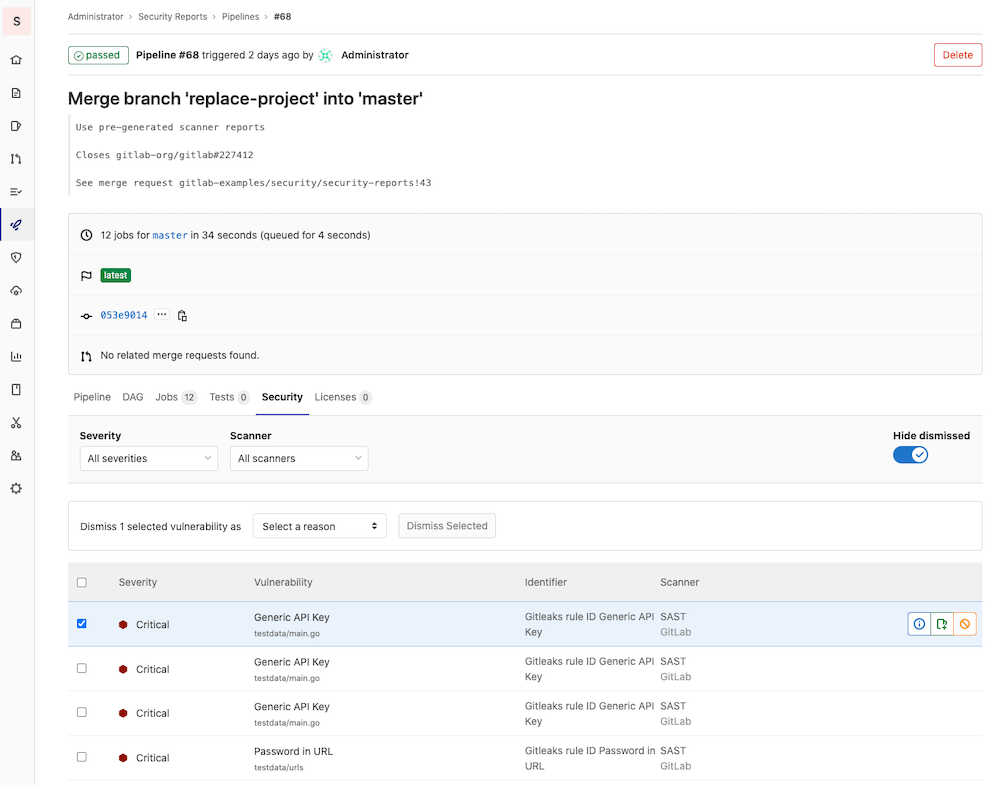 S
Administrator › Security Reports › Pipelines › #68
passed Pipeline #68 triggered 2 days ago by Administrator
Delete
Merge branch 'replace-project' into 'master'
Use pre-generated scanner reports
Closes gitlab-org/gitlab#227412
See merge request gitlab-examples/security/security-reports!43
12 jobs for master in 34 seconds (queued for 4 seconds)
latest
053e9014 ···
No related merge requests found.
Pipeline DAG Jobs 12 Tests 0 Security Licenses 0
Severity Scanner Hide dismissed
All severities All scanners
Dismiss 1 selected vulnerability as Select a reason Dismiss Selected
Severity Vulnerability Identifier Scanner
Critical Generic API Key Gitleaks rule ID Generic API SAST
testdata/main.go Key GitLab
Critical Generic API Key Gitleaks rule ID Generic API SAST
testdata/main.go Key GitLab
Critical Generic API Key Gitleaks rule ID Generic API SAST
testdata/main.go Key GitLab
Critical Password in URL Gitleaks rule ID Password in SAST
testdata/urls URL GitLab